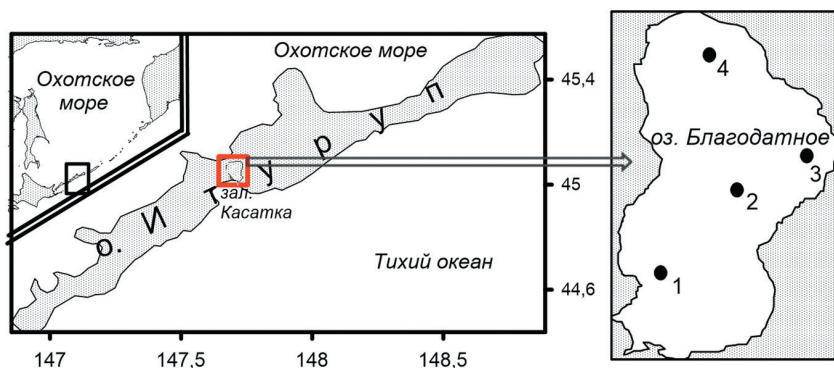 Охотское
море
Охотское море
о. Итуруп
зал.
Касатка
Тихий океан
45,4
45
44,6
147
147,5
148
148,5
оз. Благодатное
4
3
2
1